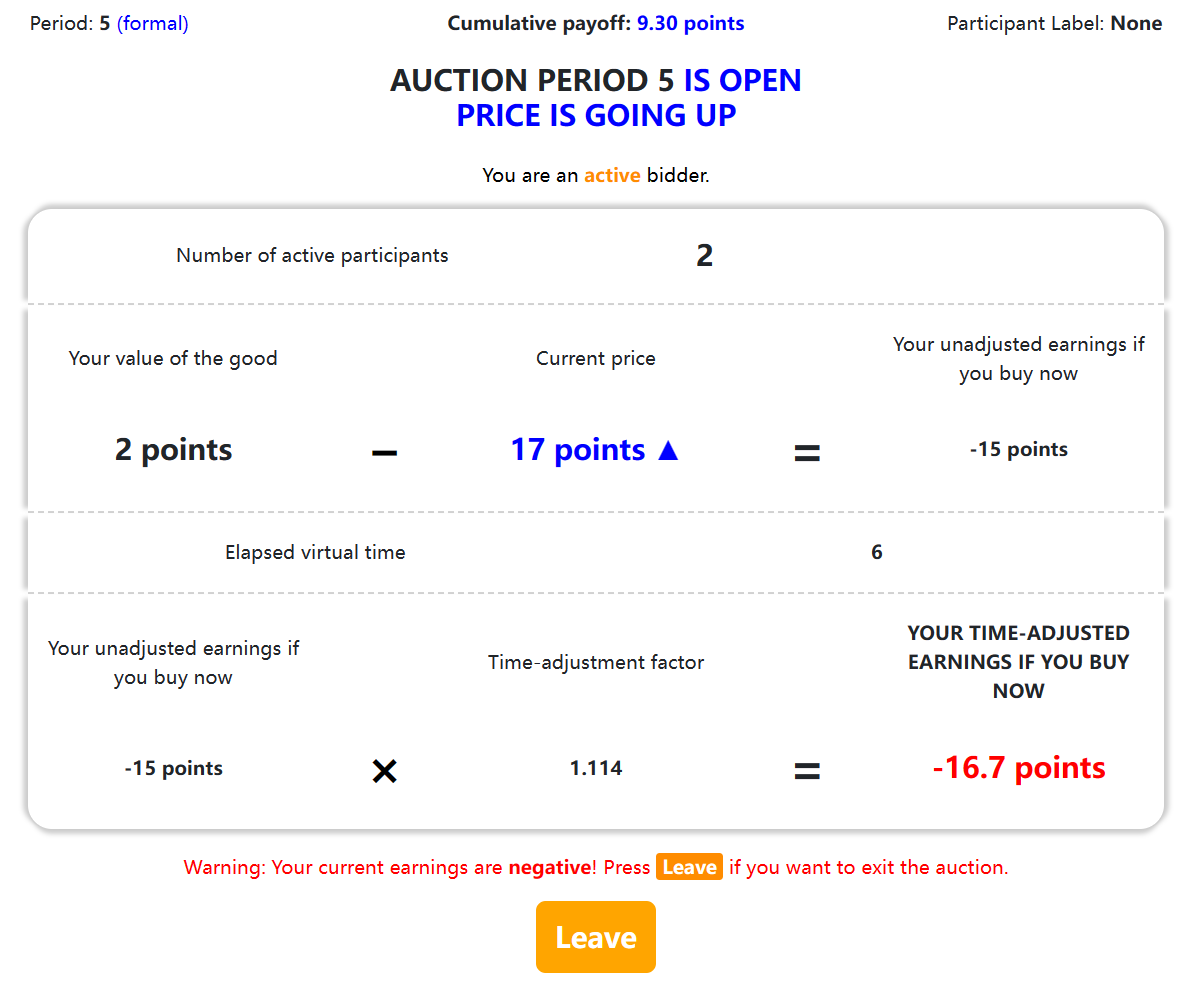 Period: 5 (formal)
Cumulative payoff: 9.30 points
Participant Label: None
AUCTION PERIOD 5 IS OPEN
PRICE IS GOING UP
You are an active bidder.
Number of active participants
2
Your value of the good
Current price
Your unadjusted earnings if
you buy now
2 points
−
17 points ▲
=
-15 points
Elapsed virtual time
6
Your unadjusted earnings if
you buy now
Time-adjustment factor
YOUR TIME-ADJUSTED
EARNINGS IF YOU BUY
NOW
-15 points
×
1.114
=
-16.7 points
Warning: Your current earnings are negative! Press Leave if you want to exit the auction.
Leave